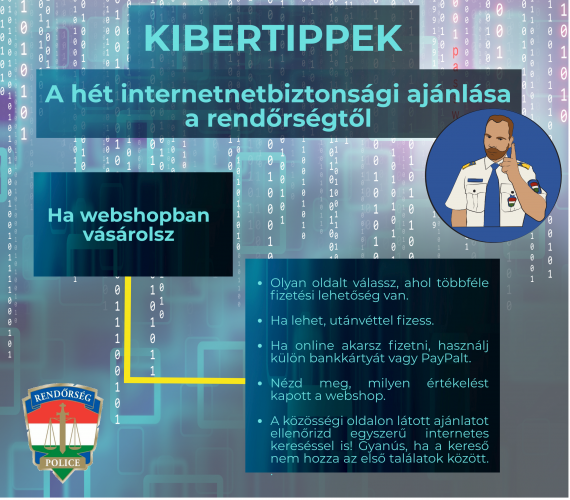 KIBERTIPPEK
A hét internetnetbiztonsági ajánlása
a rendőrségtől
Ha webshopban
vásárolsz
• Olyan oldalt válassz, ahol többféle
fizetési lehetőség van.
• Ha lehet, utánvéttel fizess.
• Ha online akarsz fizetni, használj
külön bankkártyát vagy PayPalt.
• Nézd meg, milyen értékelést
kapott a webshop.
• A közösségi oldalon látott ajánlatot
ellenőrizd egyszerű internetes
kereséssel is! Gyanús, ha a kereső
nem hozza az első találatok között.
RENDŐRSÉG
POLICE